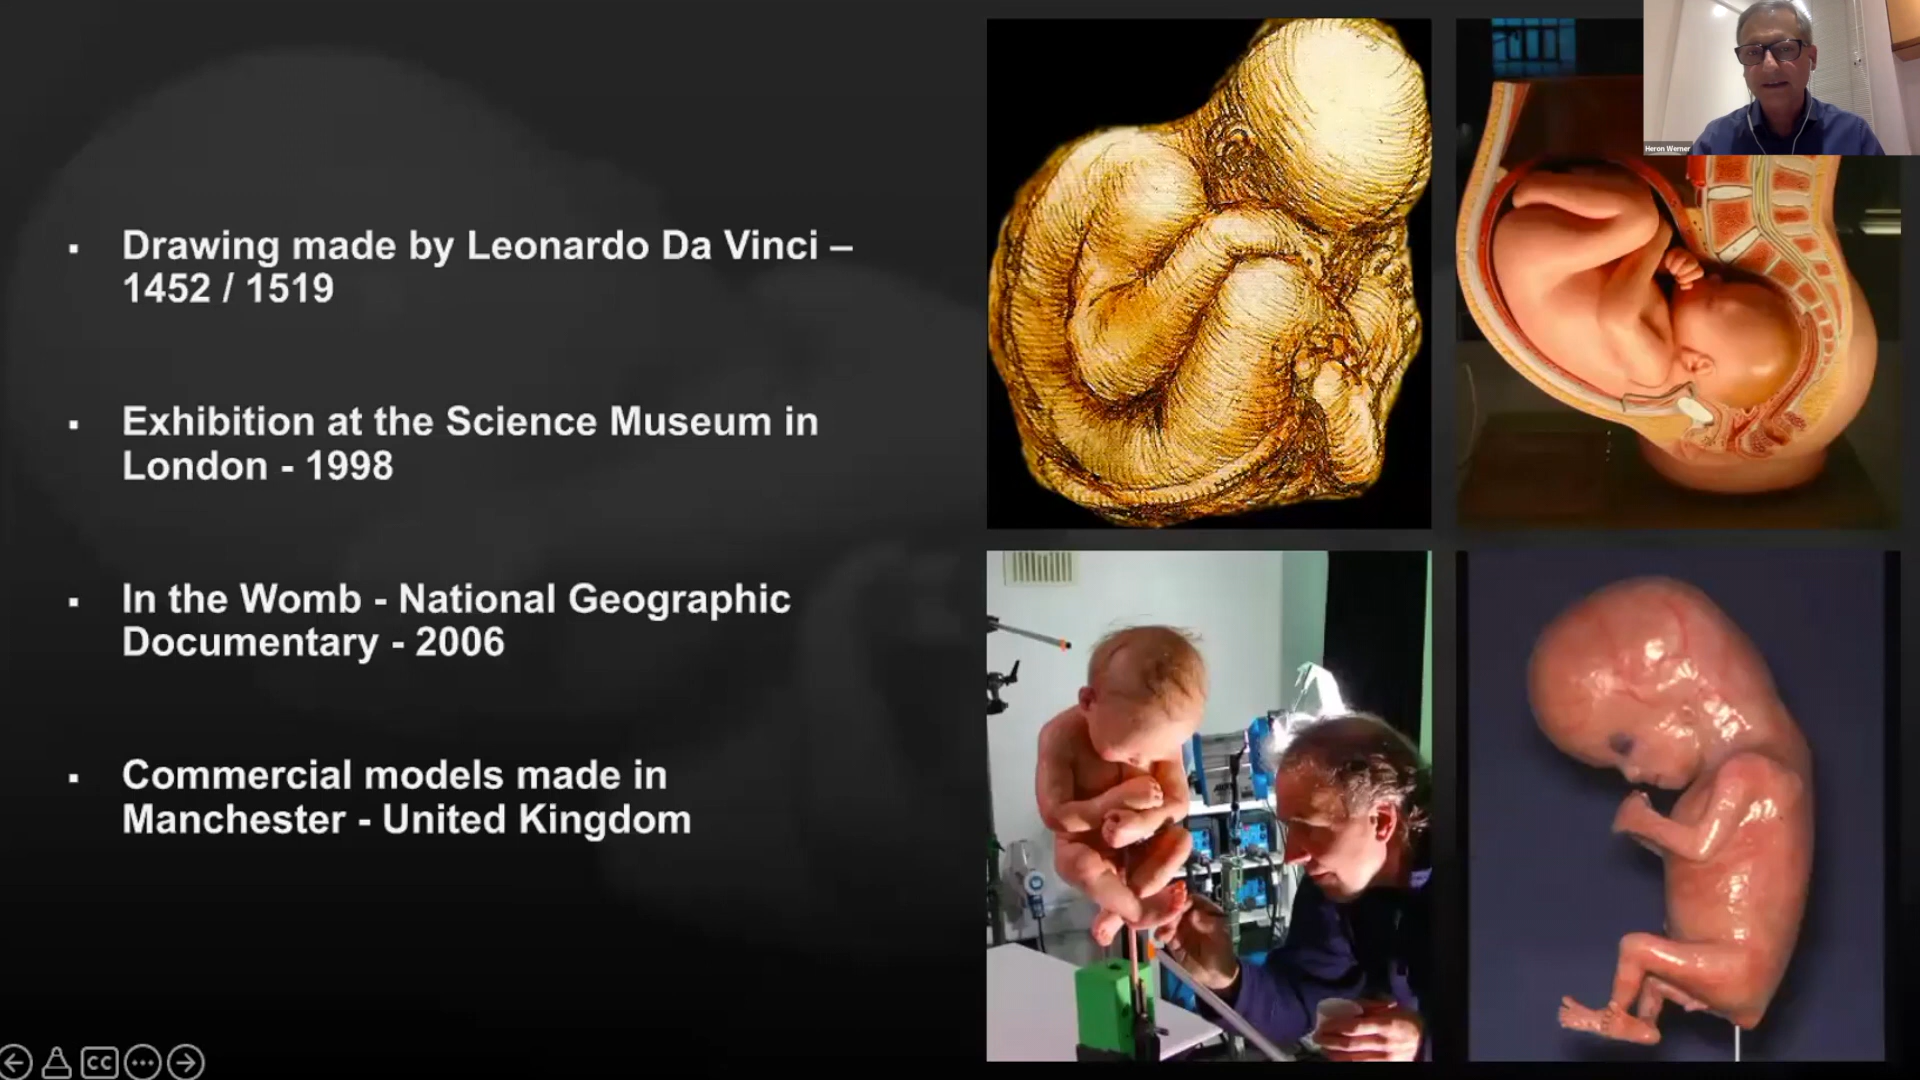 Drawing made by Leonardo Da Vinci –
1452 / 1519
Exhibition at the Science Museum in
London - 1998
In the Womb - National Geographic
Documentary - 2006
Commercial models made in
Manchester - United Kingdom
Heron Werner
CC